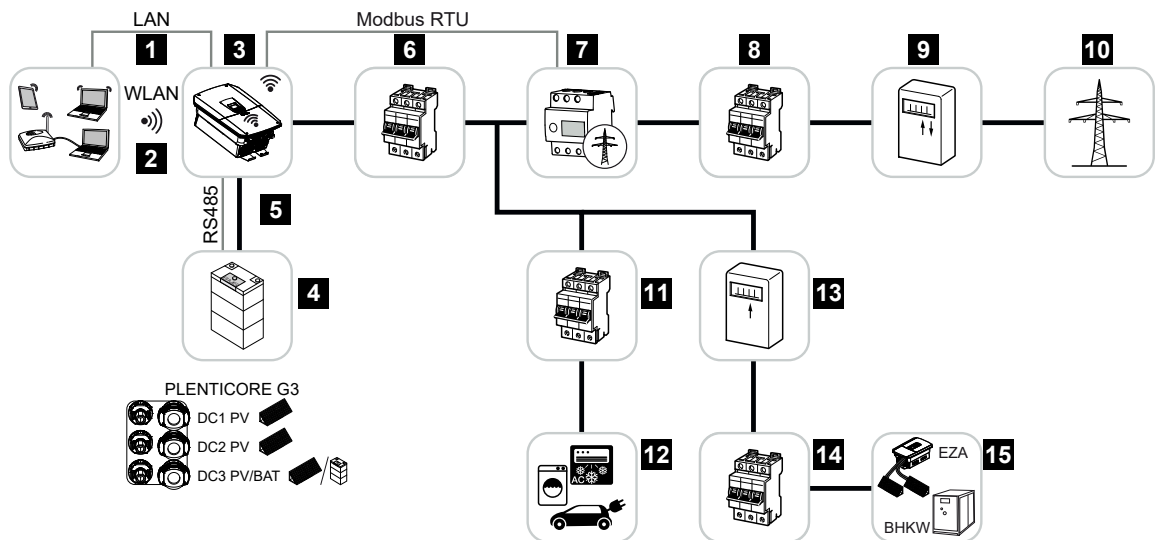 LAN
Modbus RTU
1
3
6
7
8
9
10
WLAN
2
RS485
5
4
11
13
PLENTICORE G3
DC1 PV
DC2 PV
DC3 PV/BAT
/
12
AC
14
EZA
15
BHKW